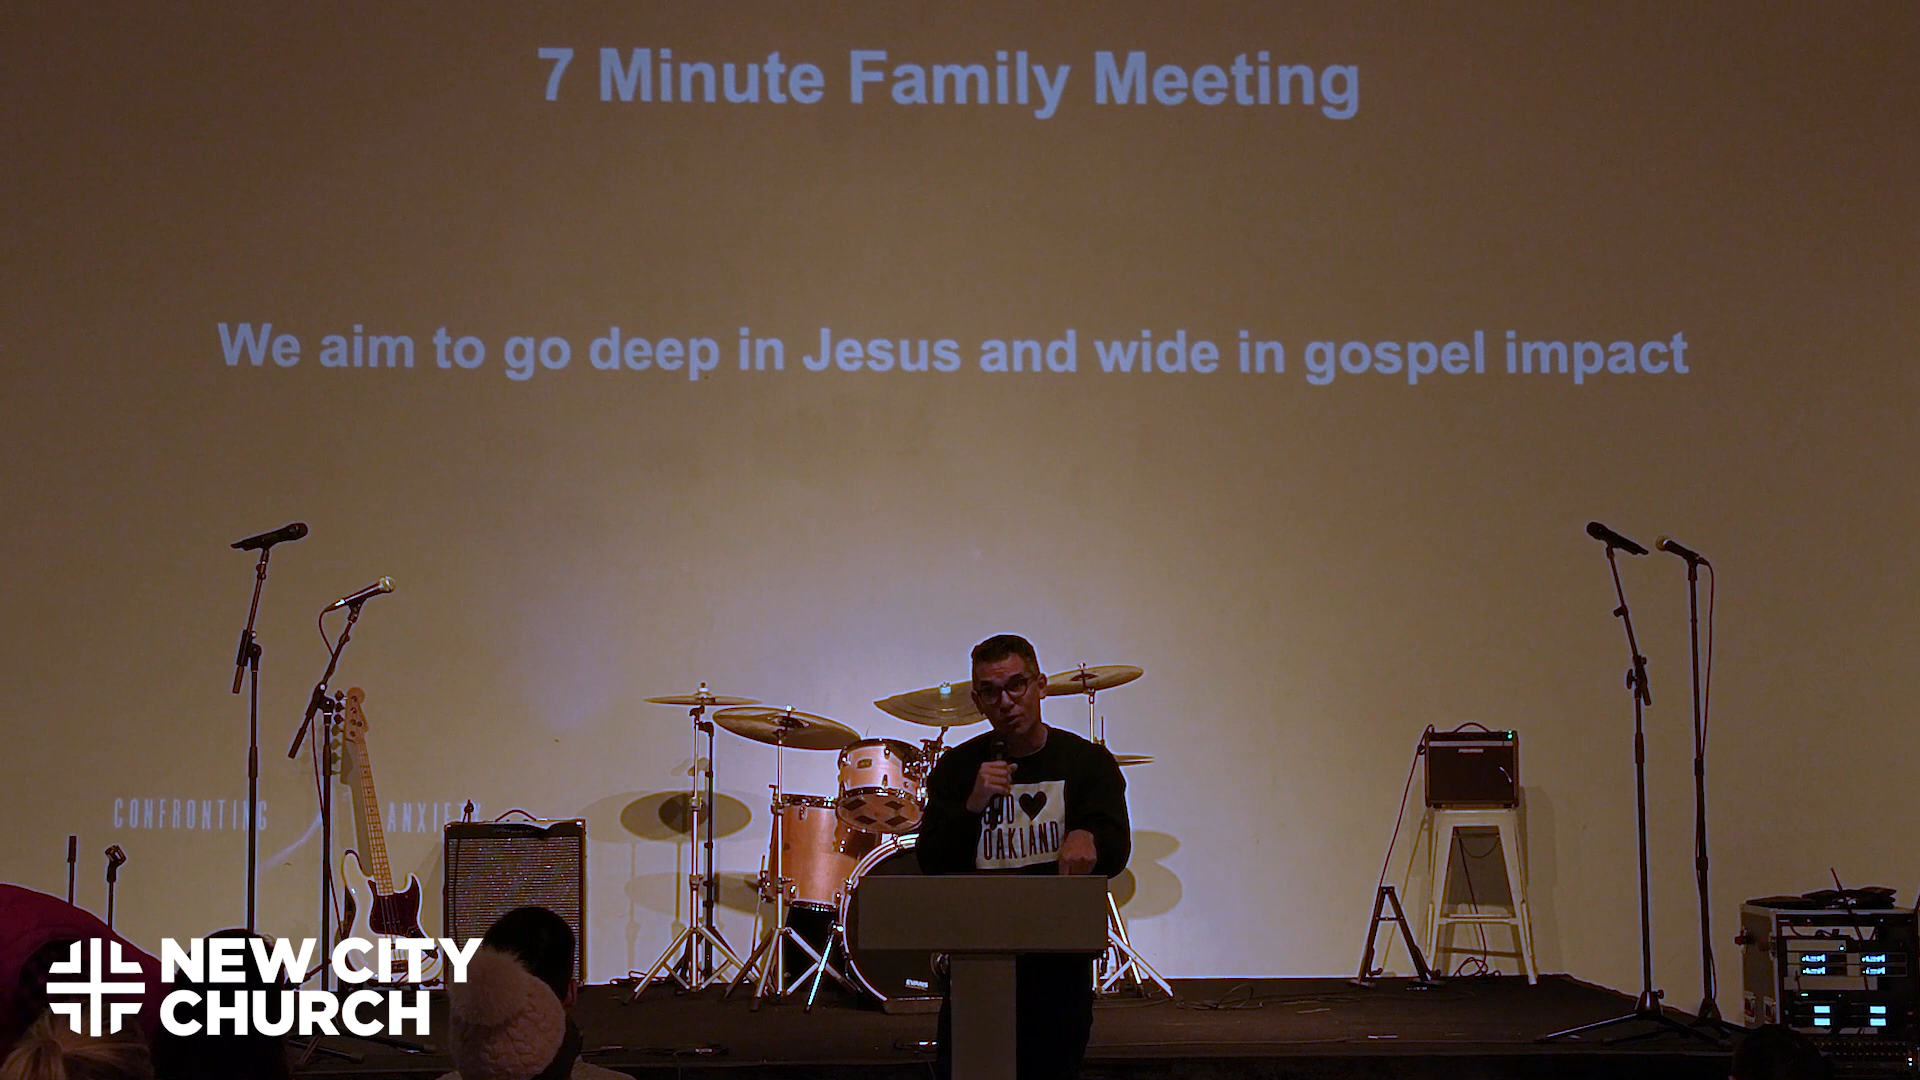 7 Minute Family Meeting
We aim to go deep in Jesus and wide in gospel impact
CONFRONTING ANXIETY
OAKLAND
EVANS
NEW CITY
CHURCH